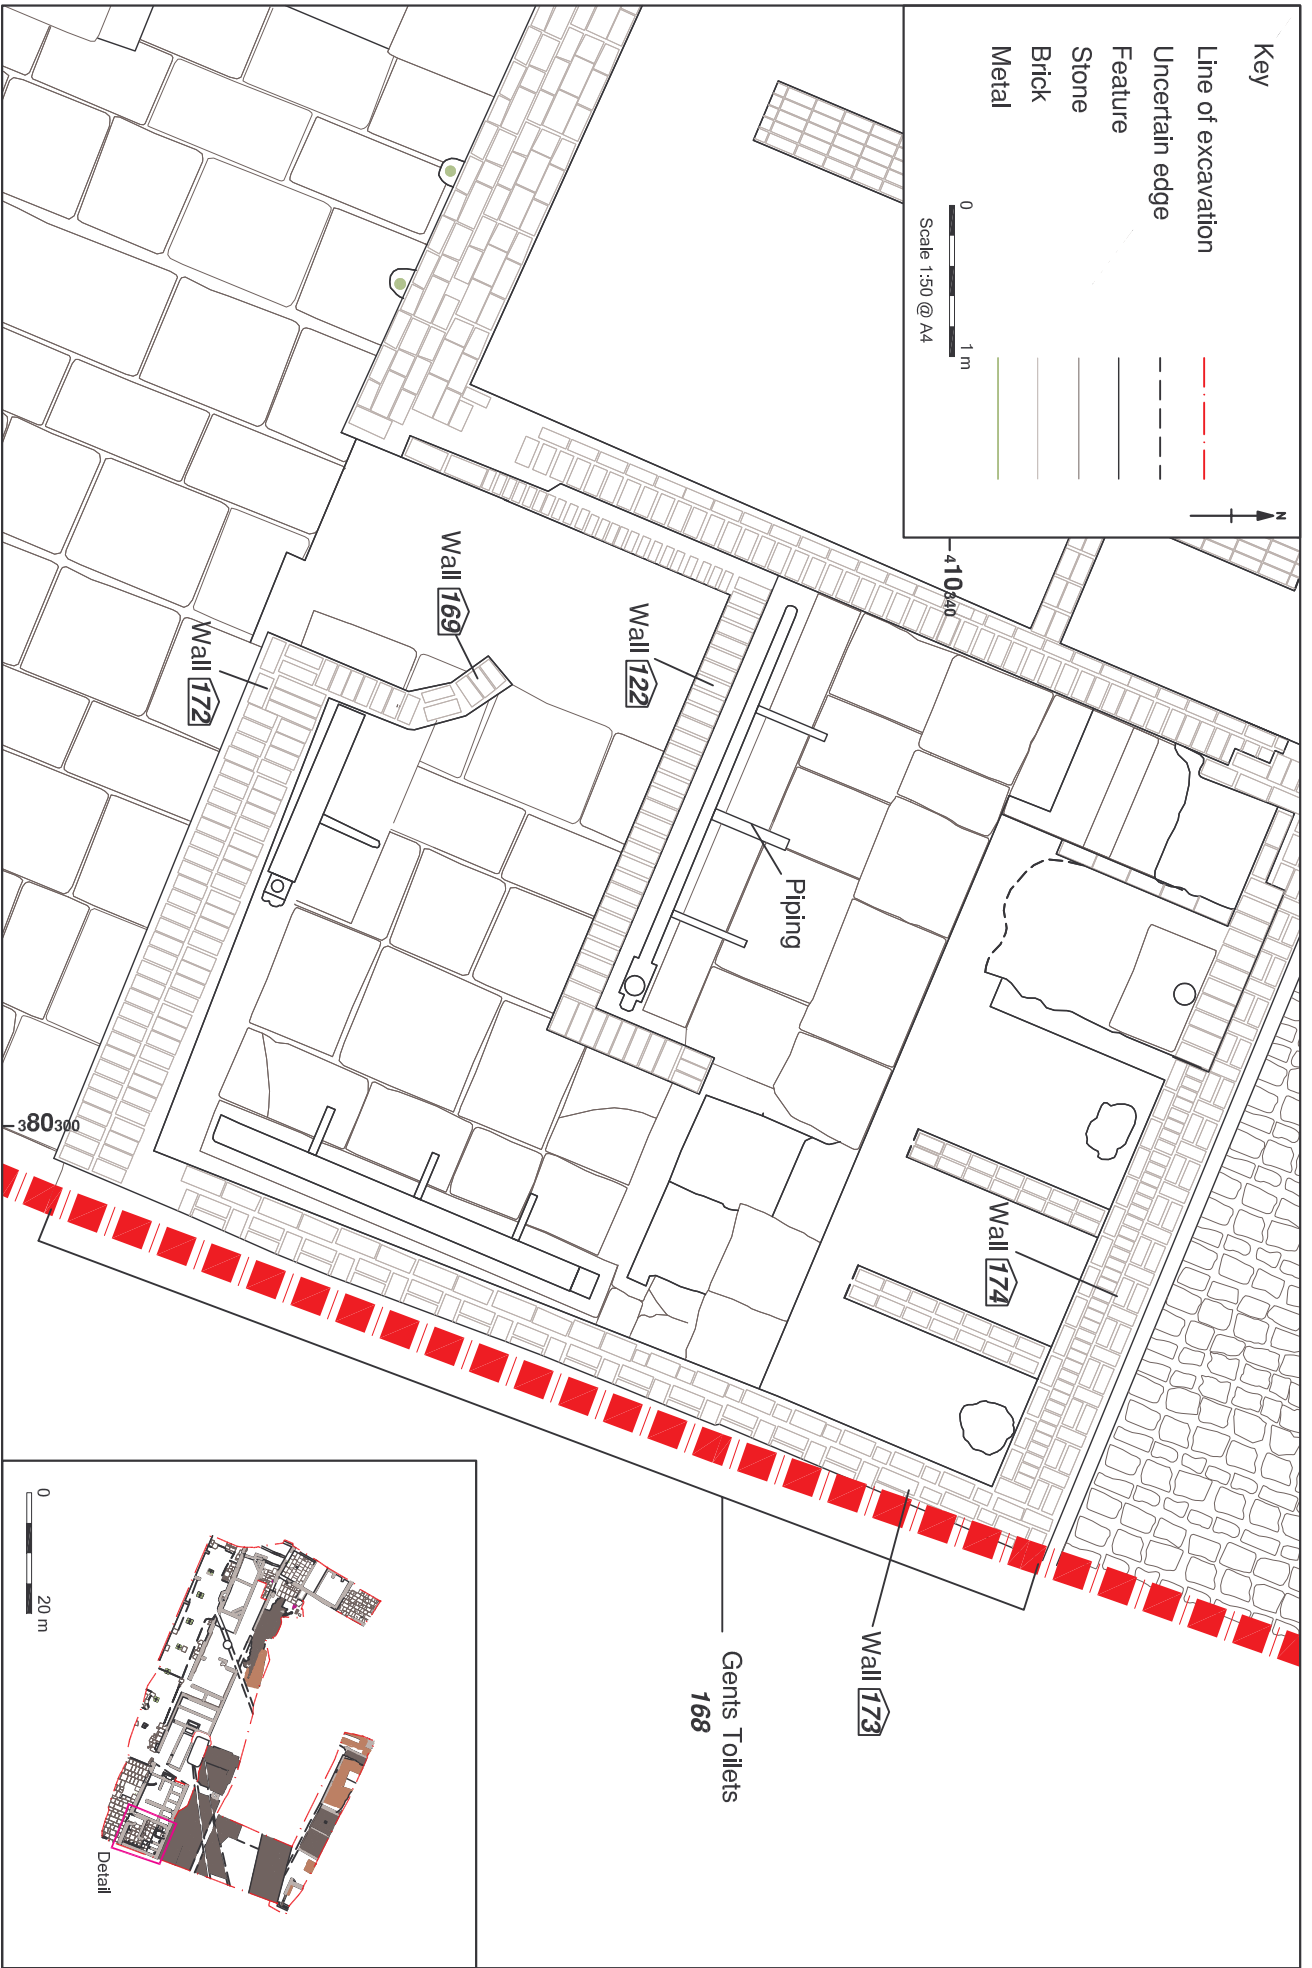 Key
Line of excavation
Uncertain edge
Feature
Stone
Brick
Metal
N
0 1 m
Scale 1:50 @ A4
410340
Wall 169
Wall 172
Wall 122
Piping
Wall 174
380300
Wall 173
Gents Toilets
168
0 20 m
Detail